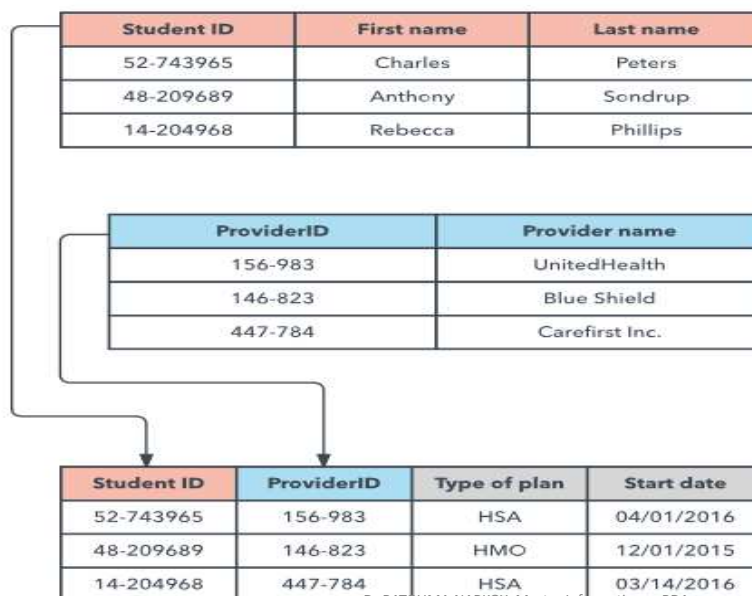 Student ID First name Last name
52-743965 Charles Peters
48-209689 Anthony Sondrup
14-204968 Rebecca Phillips
ProviderID Provider name
156-983 UnitedHealth
146-823 Blue Shield
447-784 Carefirst Inc.
Student ID ProviderID Type of plan Start date
52-743965 156-983 HSA 04/01/2016
48-209689 146-823 HMO 12/01/2015
14-204968 447-784 HSA 03/14/2016